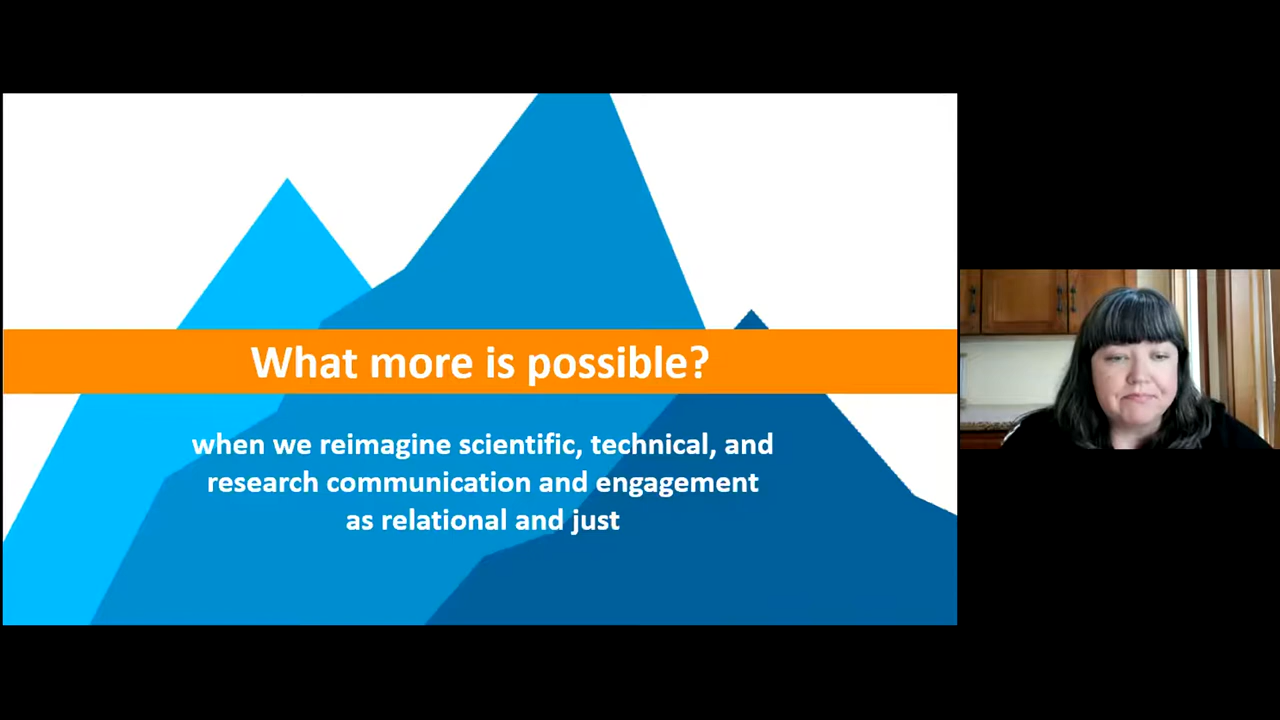 What more is possible?
when we reimagine scientific, technical, and
research communication and engagement
as relational and just